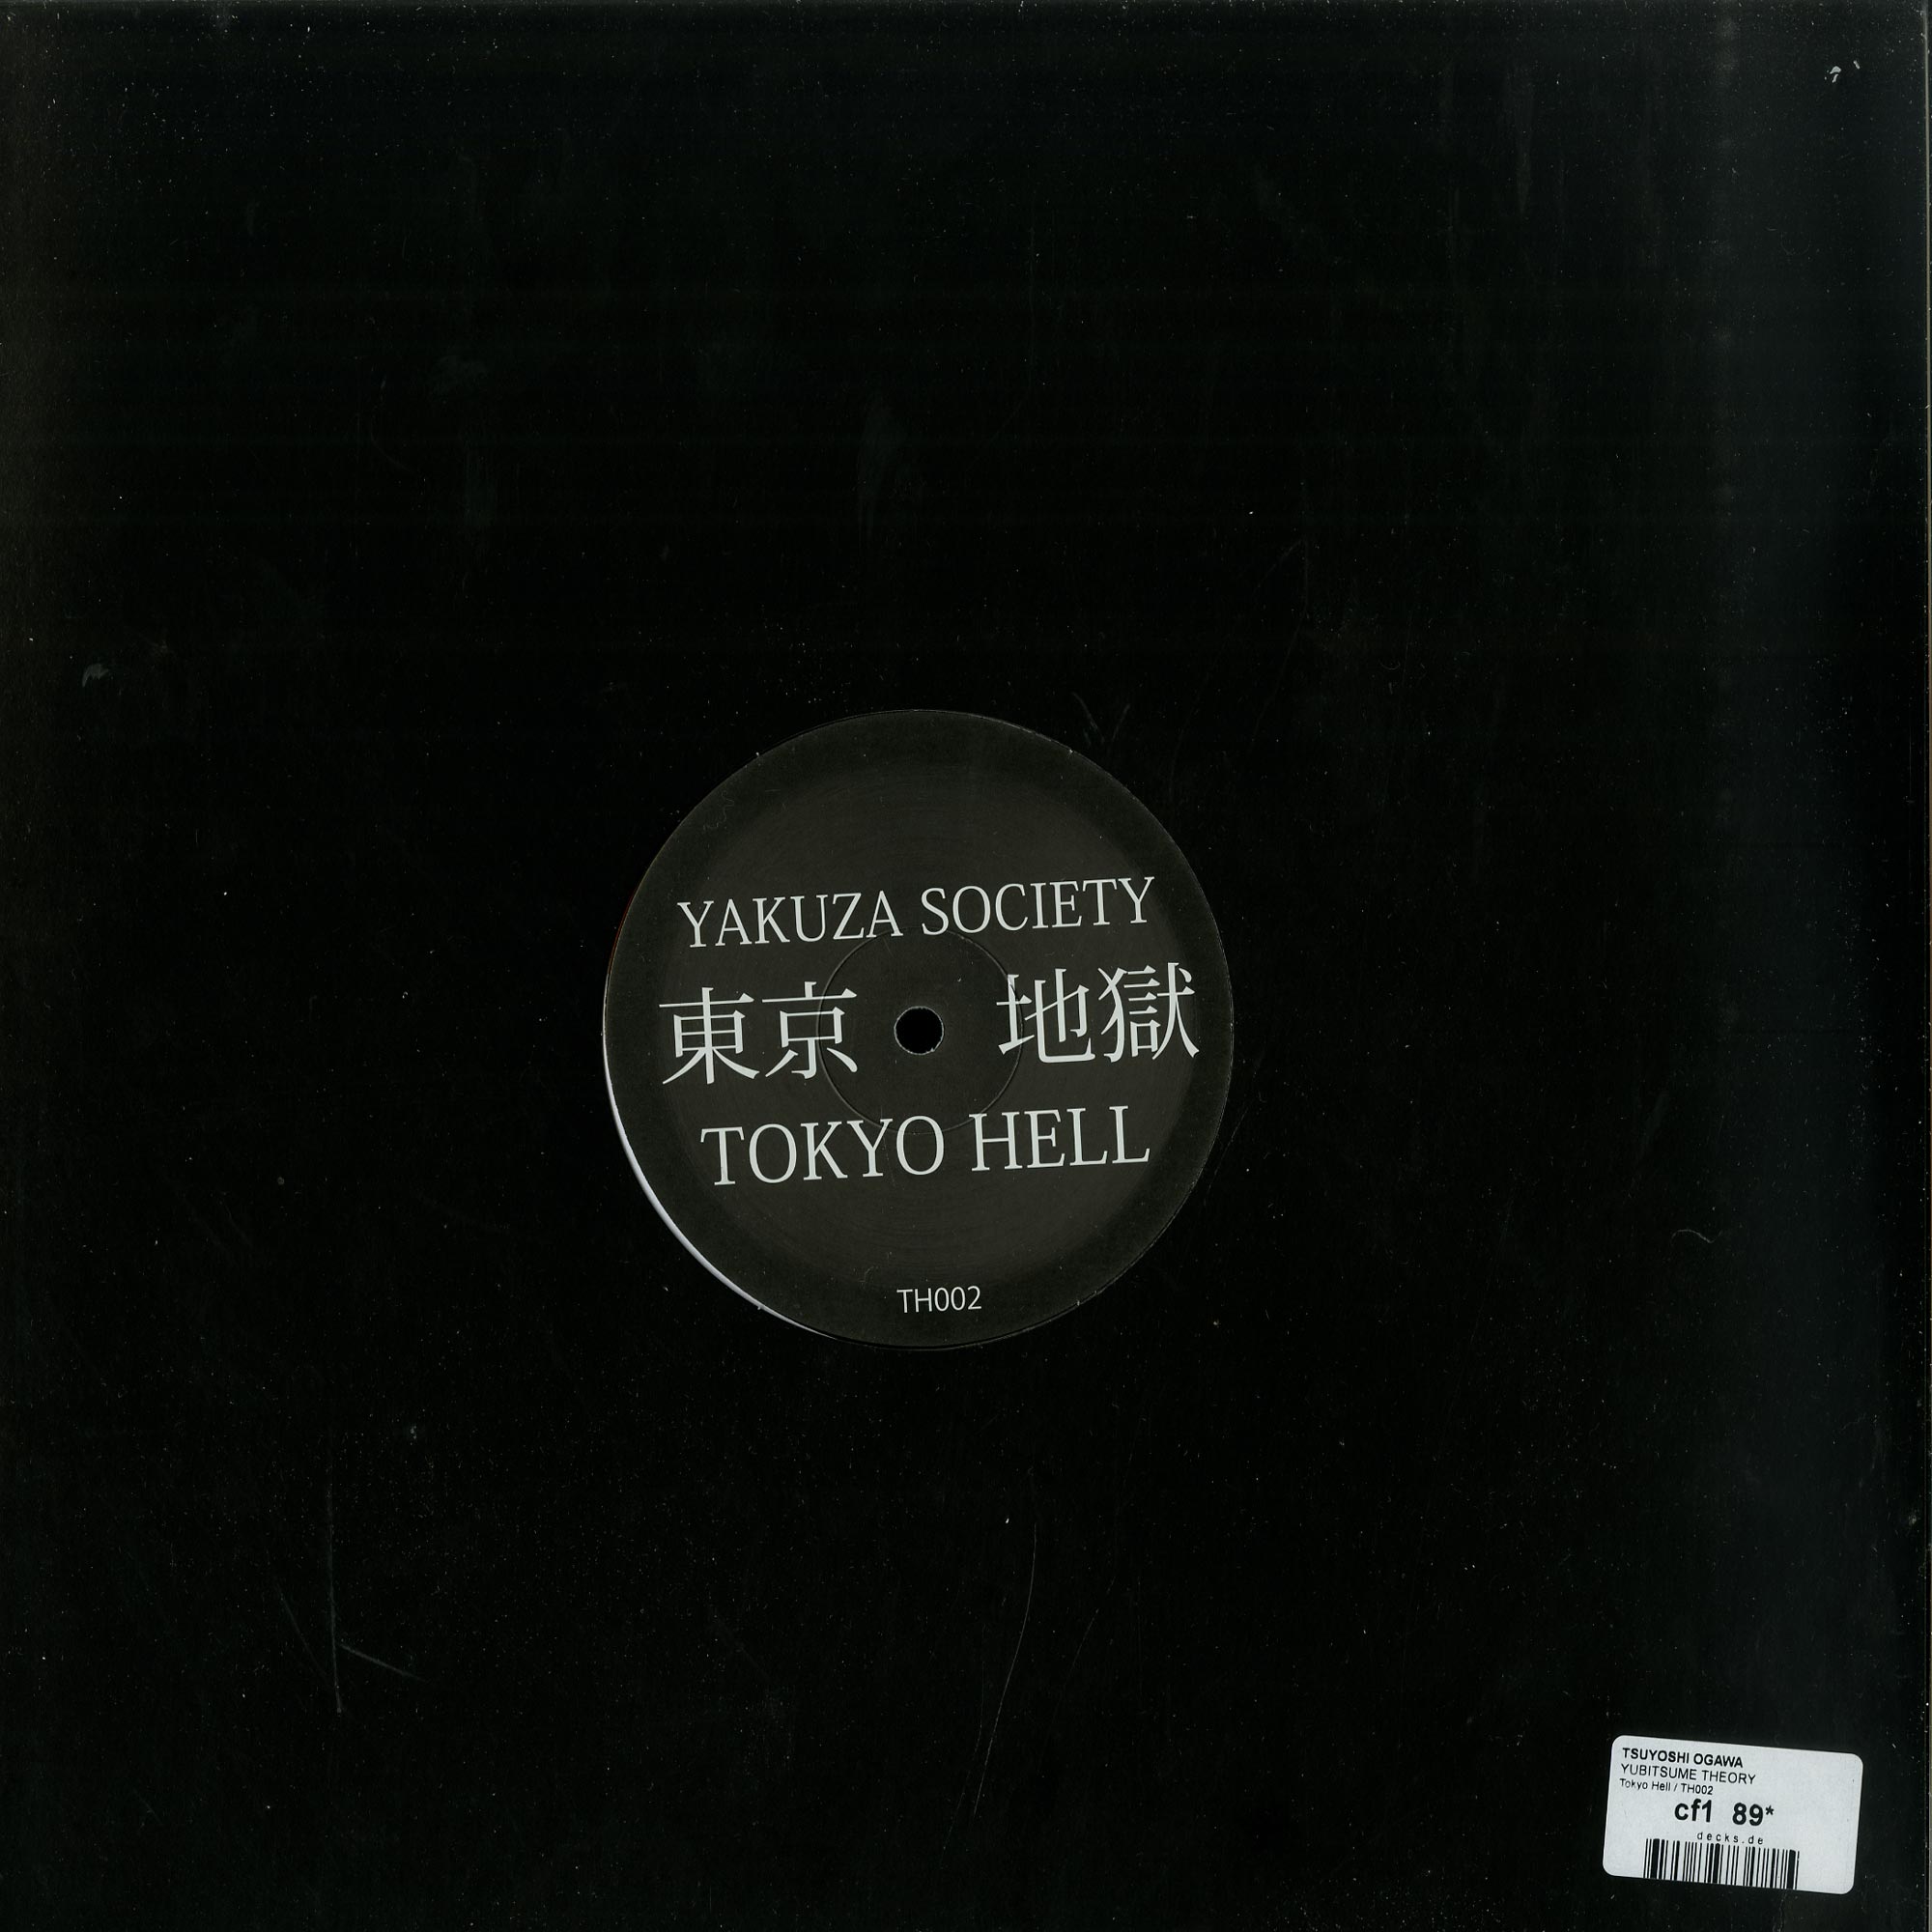 YAKUZA SOCIETY
東京 地獄
TOKYO HELL
TH002
TSUYOSHI OGAWA
YUBITSUME THEORY
Tokyo Hell / TH002
cf1 89*
decks.de